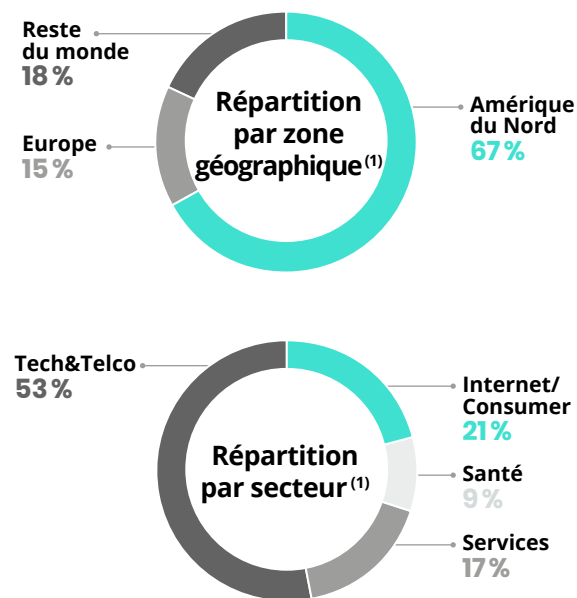 Reste
du monde
18 %
Europe
15 %
Répartition
par zone
géographique (1)
Amérique
du Nord
67 %
Tech&Telco
53 %
Répartition
par secteur (1)
Internet/
Consumer
21 %
Santé
9 %
Services
17 %